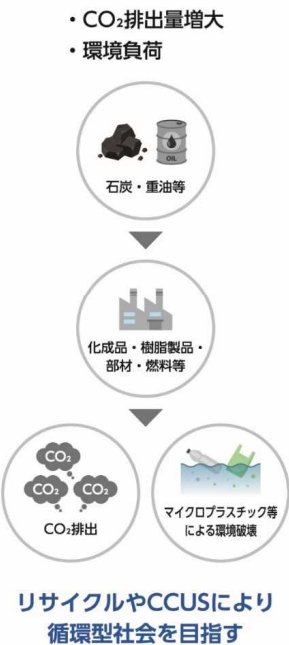 ・CO₂排出量増大
・環境負荷
OIL
石炭・重油等
化成品・樹脂製品・
部材・燃料等
CO₂
CO₂
CO₂
CO₂排出
マイクロプラスチック等
による環境破壊
リサイクルやCCUSにより
循環型社会を目指す